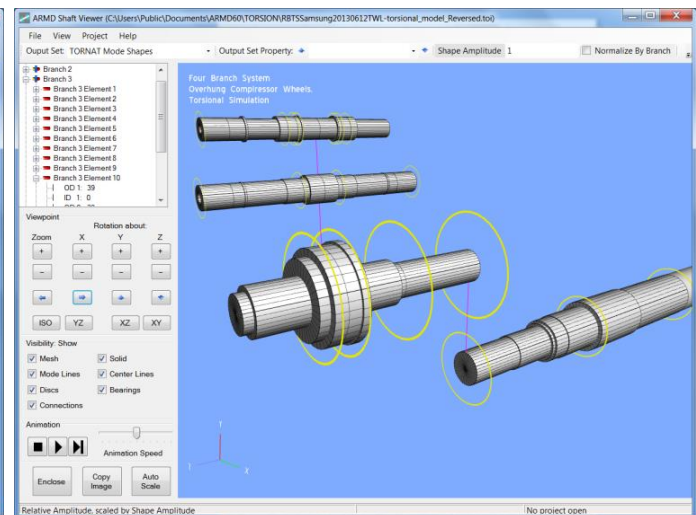 ARMD Shaft Viewer (C:\Users\Public\Documents\ARMD60\TORSION\RBTSSamsung20130612TWL-torsional_model_Reversed.toi)
File View Project Help
Ouput Set: TORNAT Mode Shapes Output Set Property: Shape Amplitude 1 Normalize By Branch
Branch 2
Branch 3
Branch 3 Element 1
Branch 3 Element 2
Branch 3 Element 3
Branch 3 Element 4
Branch 3 Element 5
Branch 3 Element 6
Branch 3 Element 7
Branch 3 Element 8
Branch 3 Element 9
Branch 3 Element 10
OD 1: 39
ID 1: 0
Four Branch System
Overhung Compressor Wheels.
Torsional Simulation
Viewpoint
Rotation about:
Zoom X Y Z
+ + + +
- - - -
ISO YZ XZ XY
Visibility: Show
Mesh Solid
Mode Lines Center Lines
Discs Bearings
Connections
Animation
Animation Speed
Enclose Copy Image Auto Scale
Y
X
Relative Amplitude, scaled by Shape Amplitude No project open